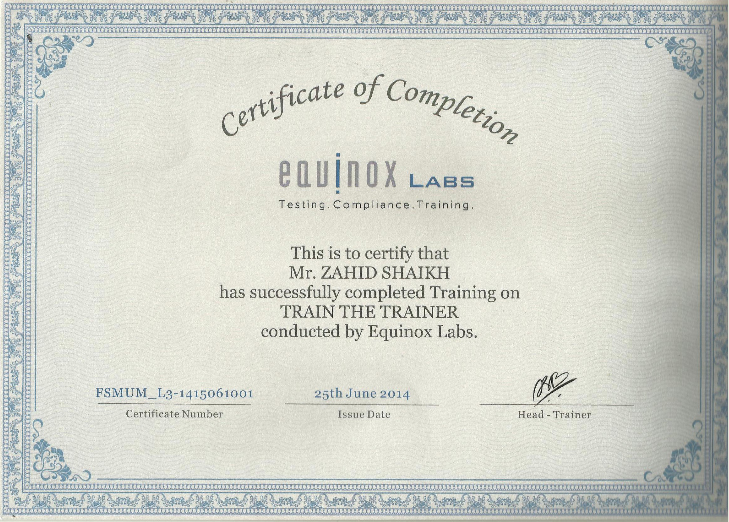 Certificate of Completion
equinox LABS
Testing.Compliance.Training.
This is to certify that
Mr. ZAHID SHAIKH
has successfully completed Training on
TRAIN THE TRAINER
conducted by Equinox Labs.
FSMUM_L3-1415061001 25th June 2014
Certificate Number Issue Date Head - Trainer